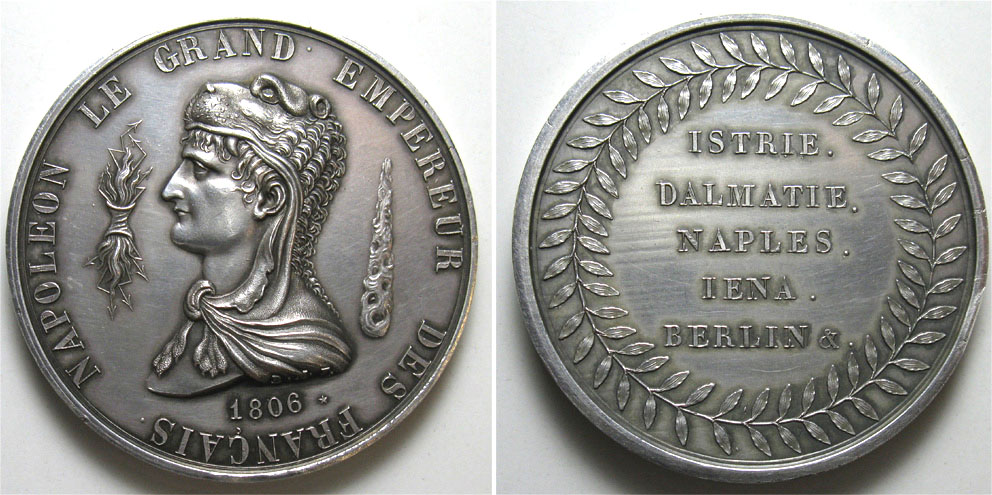 NAPOLEON LE GRAND EMPEREUR DES FRANÇAIS.
1806 *
ISTRIE.
DALMATIE.
NAPLES.
IENA.
BERLIN &.